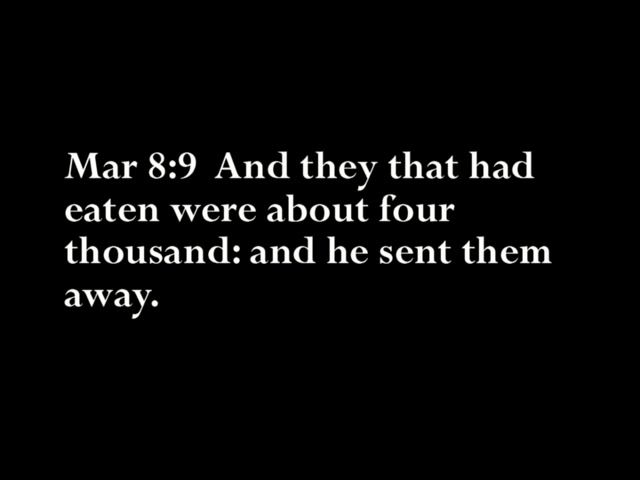 Mar 8:9  And they that had
eaten were about four
thousand: and he sent them
away.